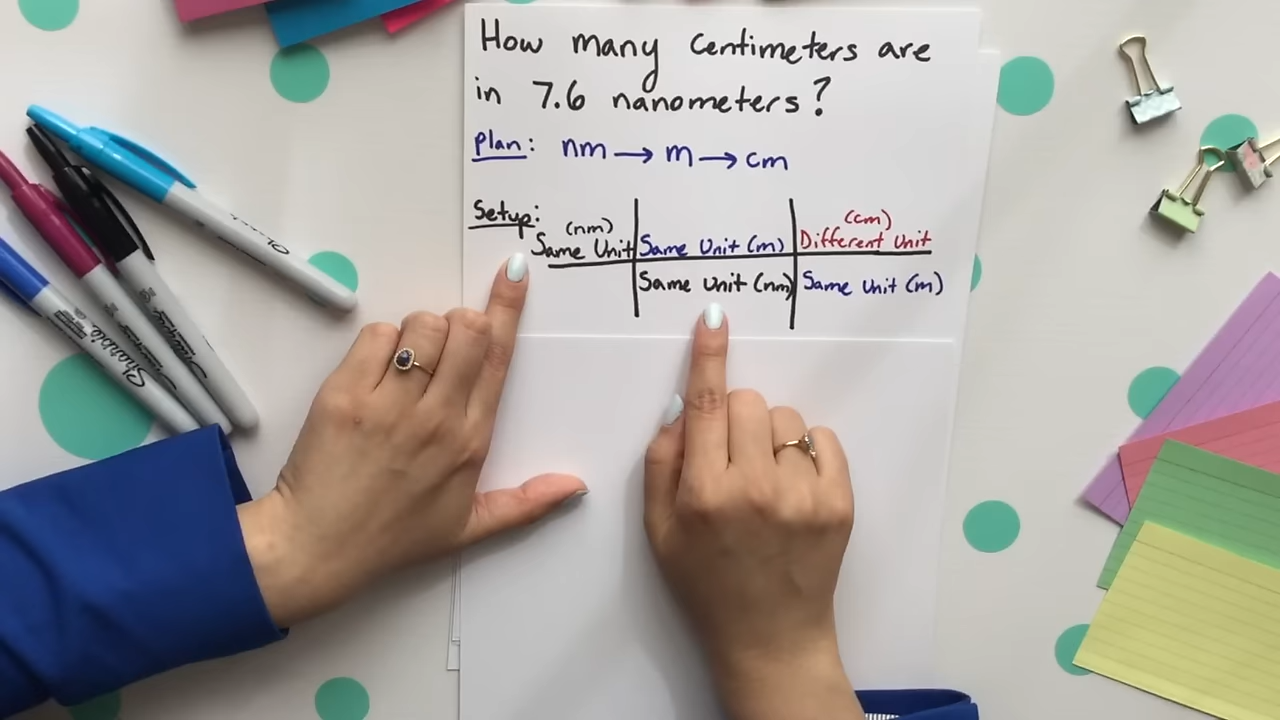 How many centimeters are
in 7.6 nanometers?
Plan: nm → m → cm
Setup:
(nm)
Same Unit
Same Unit (m)
(cm)
Different Unit
Same Unit (nm)
Same Unit (m)
Sharpie